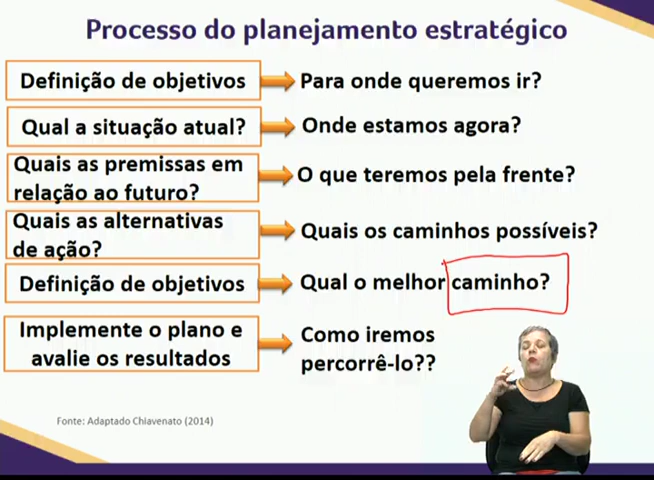 Processo do planejamento estratégico
Definição de objetivos
Para onde queremos ir?
Qual a situação atual?
Onde estamos agora?
Quais as premissas em
relação ao futuro?
O que teremos pela frente?
Quais as alternativas
de ação?
Quais os caminhos possíveis?
Definição de objetivos
Qual o melhor caminho?
Implemente o plano e
avalie os resultados
Como iremos
percorrê-lo??
Fonte: Adaptado Chiavenato (2014)